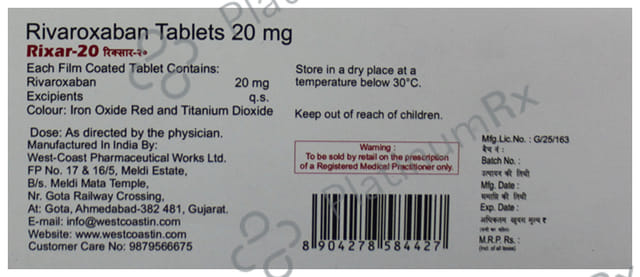 Rivaroxaban Tablets 20 mg
Rixar-20 रिक्सार-२०
Each Film Coated Tablet Contains:
Rivaroxaban 20 mg
Excipients q.s.
Colour: Iron Oxide Red and Titanium Dioxide
Dose: As directed by the physician.
Manufactured In India By:
West-Coast Pharmaceutical Works Ltd.
FP No. 17 & 16/5, Meldi Estate,
B/s. Meldi Mata Temple,
Nr. Gota Railway Crossing,
At: Gota, Ahmedabad-382 481, Gujarat.
E-mail: info@westcoastin.com
Website: www.westcoastin.com
Customer Care No: 9879566675
Store in a dry place at a
temperature below 30°C.
Keep out of reach of children.
Warning :
To be sold by retail on the prescription
of a Registered Medical Practitioner only.
8 904278 584427
Mfg.Lic.No. : G/25/163
बैच नं :
Batch No. :
उत्पादन की तिथी
Mfg. Date :
समाप्ति की तिथी
Exp. Date :
अधिकतम खुदरा मूल्य ₹
M.R.P. Rs. :
(Incl. of all taxes)
PlatinumRx